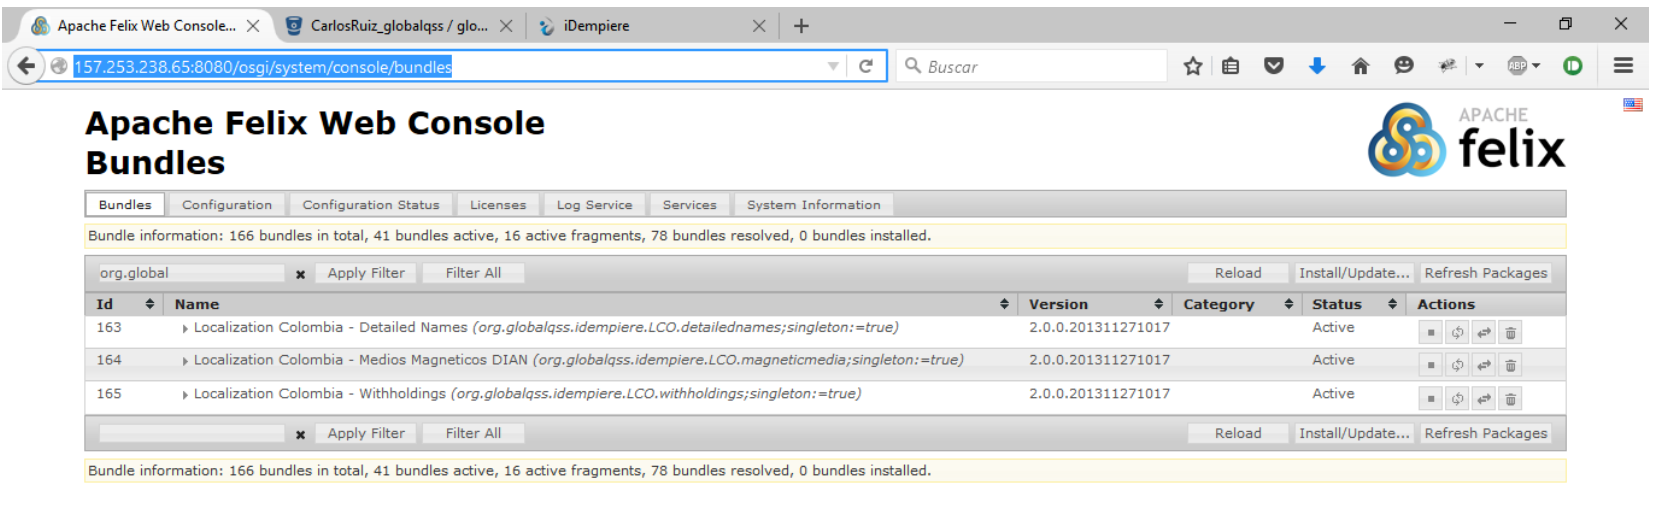 Apache Felix Web Console... CarlosRuiz_globalqss / glo... iDempiere
157.253.238.65:8080/osgi/system/console/bundles Buscar ABP
Apache Felix Web Console
Bundles
APACHE
felix
Bundles Configuration Configuration Status Licenses Log Service Services System Information
Bundle information: 166 bundles in total, 41 bundles active, 16 active fragments, 78 bundles resolved, 0 bundles installed.
org.global Apply Filter Filter All Reload Install/Update... Refresh Packages
Id Name Version Category Status Actions
163 Localization Colombia - Detailed Names (org.globalqss.idempiere.LCO.detailednames;singleton:=true) 2.0.0.201311271017 Active
164 Localization Colombia - Medios Magneticos DIAN (org.globalqss.idempiere.LCO.magneticmedia;singleton:=true) 2.0.0.201311271017 Active
165 Localization Colombia - Withholdings (org.globalqss.idempiere.LCO.withholdings;singleton:=true) 2.0.0.201311271017 Active
Apply Filter Filter All Reload Install/Update... Refresh Packages
Bundle information: 166 bundles in total, 41 bundles active, 16 active fragments, 78 bundles resolved, 0 bundles installed.